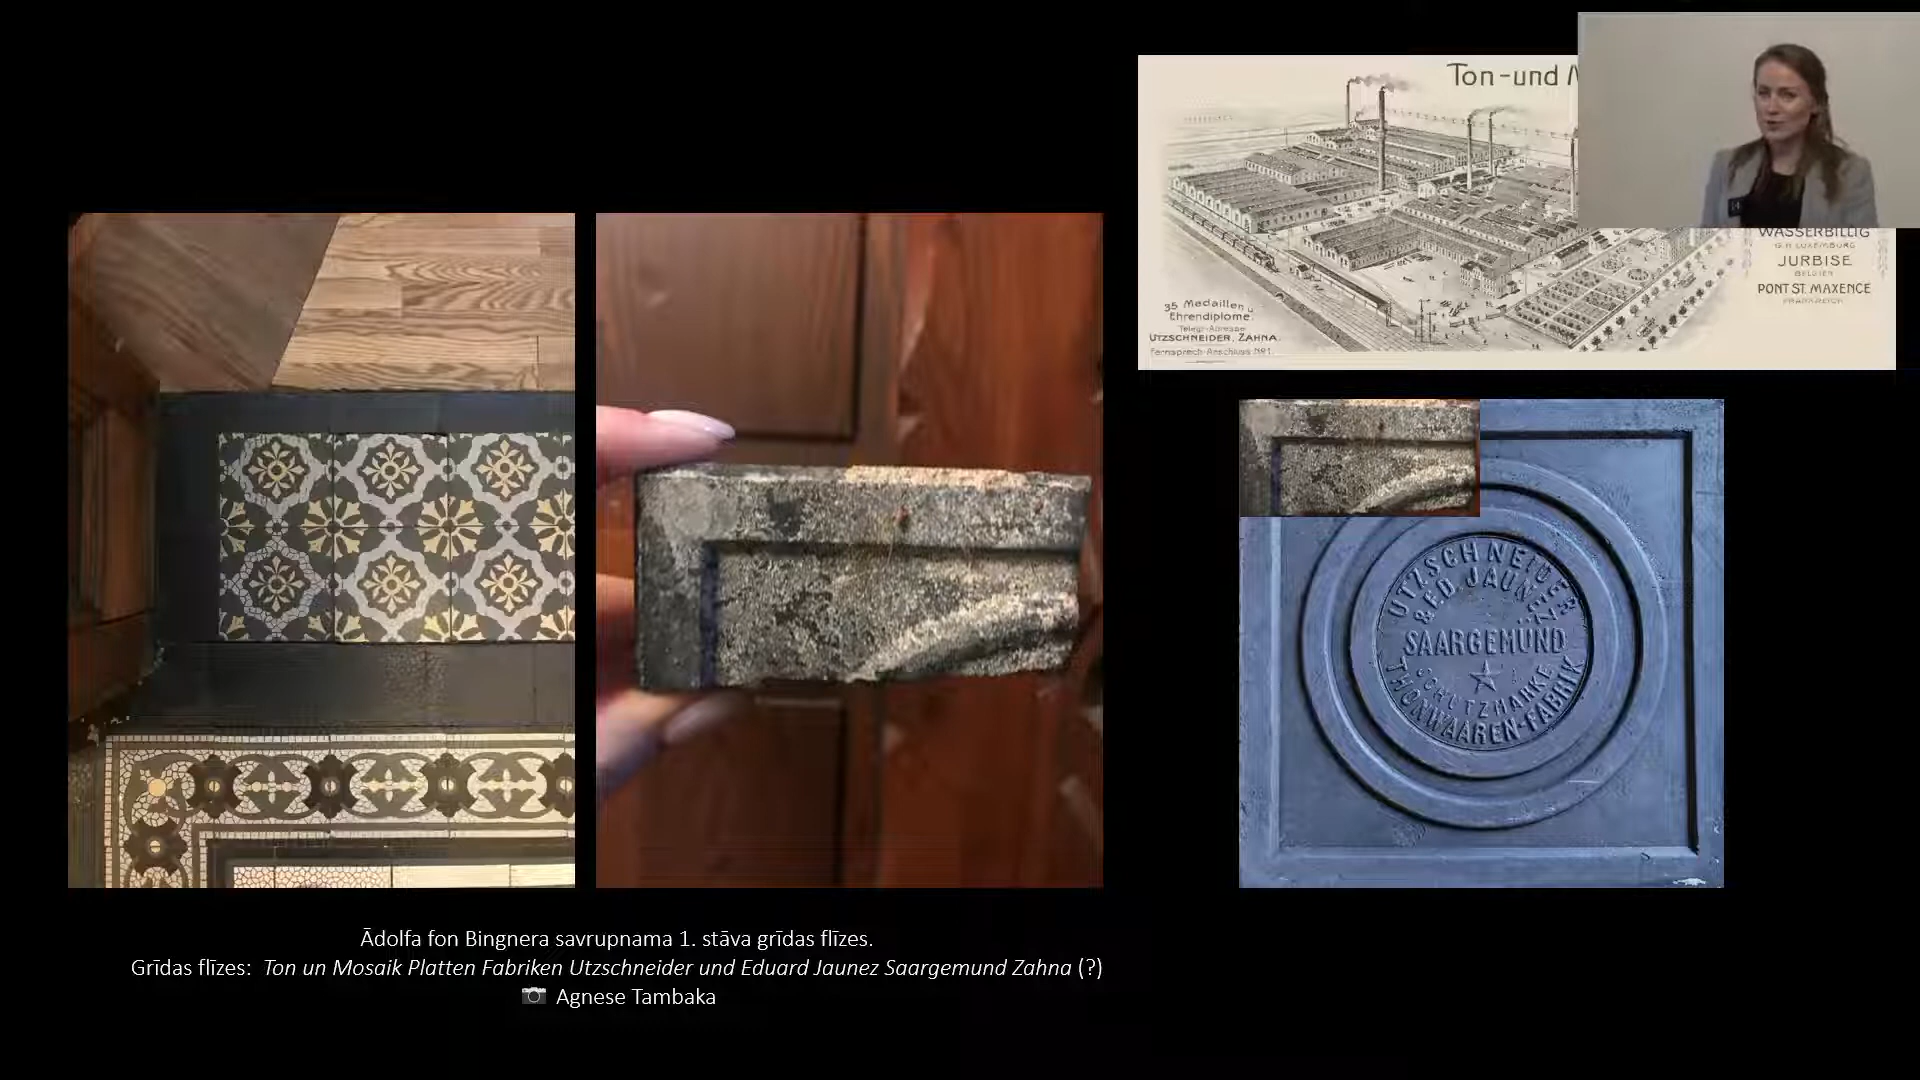 Ton-und M
WASSERBILLIG
G.H. LUXEMBURG
JURBISE
BELGIEN
PONT ST. MAXENCE
FRANKREICH
35 Medaillen u
Ehrendiplome.
Telegr.-Adresse
UTZSCHNEIDER, ZAHNA.
Fernsprech-Anschluss Nº1.
UTZSCHNEIDER
& ED. JAUNEZ
SAARGEMÜND
SCHUTZMARKE
THONWAAREN-FABRIK
Ādolfa fon Bingnera savrupnama 1. stāva grīdas flīzes.
Grīdas flīzes: Ton un Mosaik Platten Fabriken Utzschneider und Eduard Jaunez Saargemund Zahna (?)
Agnese Tambaka